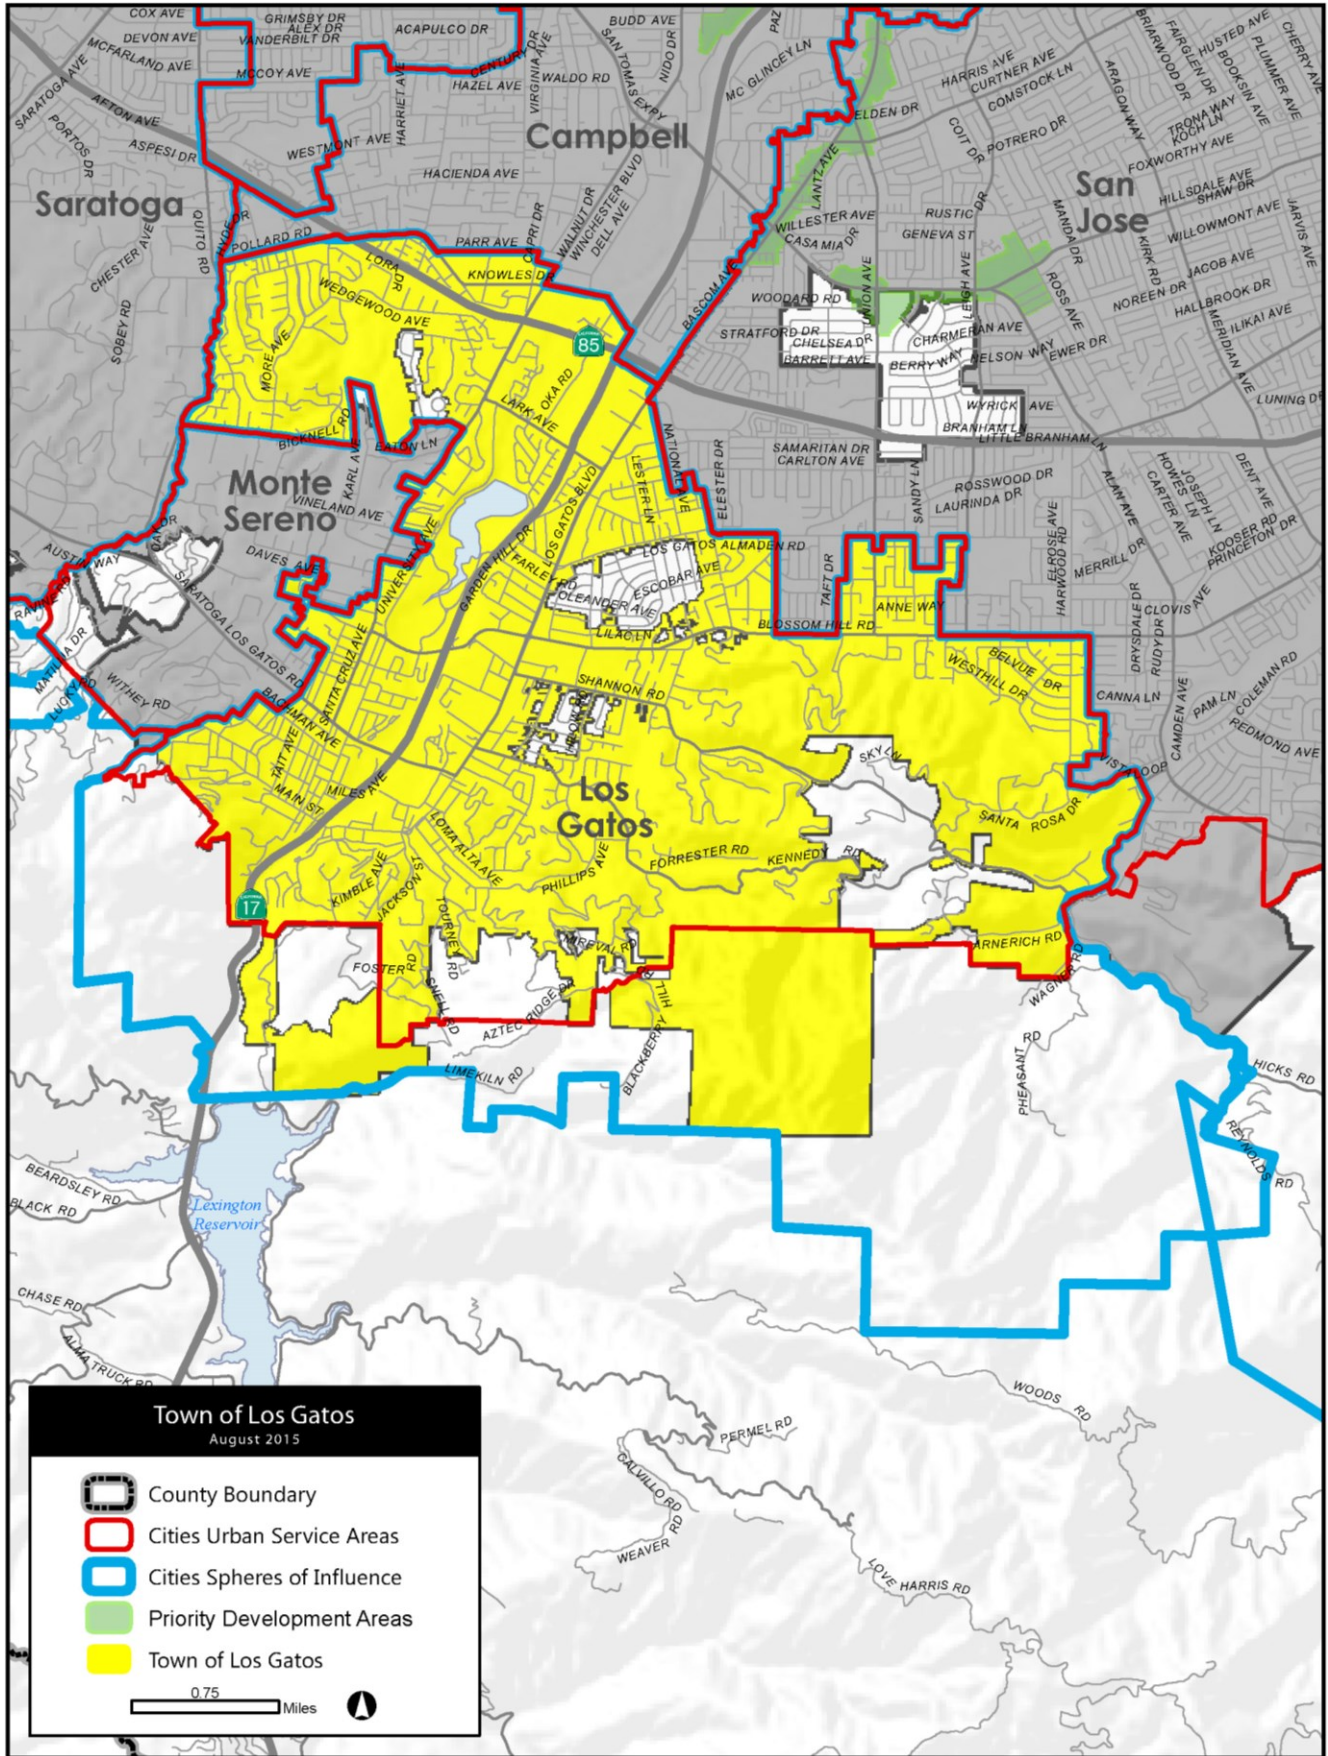 COX AVE
DEVON AVE
MCFARLAND AVE
SARATOGA AVE
AFTON AVE
PORTOS DR
ASPESI DR
GRIMSBY DR
ALEX DR
VANDERBILT DR
MCCOY AVE
ACAPULCO DR
CENTURY DR
HAZEL AVE
VIRGINIA AVE
HARRIET AVE
WESTMONT AVE
HACIENDA AVE
WALDO RD
BUDD AVE
SAN TOMAS EXPY
NIDO DR
PAZ
MC GLINCEY LN
Campbell
HARRIS AVE
CURTNER AVE
COMSTOCK LN
ELDEN DR
COIT DR
POTRERO DR
ARAGON WAY
BRIARWOOD DR
FAIRGLEN DR
HUSTED AVE
BOOKSIN AVE
PLUMMER AVE
CHERRY AVE
TRONA WAY
KOCH LN
FOXWORTHY AVE
HILLSDALE AVE
SHAW DR
WILLOWMONT AVE
JARVIS AVE
San
Jose
Saratoga
QUITO RD
HYDE DR
POLLARD RD
PARR AVE
CAPRI DR
WALNUT DR
WINCHESTER BLVD
DELL AVE
CHESTER AVE
SOBEY RD
LORA DR
KNOWLES DR
WEDGEWOOD AVE
MORE AVE
LANTZ AVE
WILLESTER AVE
CASA MIA DR
RUSTIC DR
GENEVA ST
MANDA DR
KIRK RD
JACOB AVE
NOREEN DR
HALLBROOK DR
ILIKAI AVE
MERIDIAN AVE
ROSS AVE
LEIGH AVE
UNION AVE
WOODARD RD
BASCOM AVE
STRATFORD DR
CHELSEA DR
BARRETT AVE
CHARMERAN AVE
BERRY WAY
NELSON WAY
EWER DR
85
OKA RD
LARK AVE
WYRICK AVE
BRANHAM LN
LITTLE BRANHAM LN
LUNING DR
BICKNELL RD
EATON LN
KARL AVE
Monte
Sereno
VINELAND AVE
DAVES AVE
UNIVERSITY AVE
GARDEN HILL DR
LOS GATOS BLVD
LESTER LN
NATIONAL AVE
ELESTER DR
SAMARITAN DR
CARLTON AVE
SANDY LN
ROSSWOOD DR
LAURINDA DR
ALAN AVE
HOWES LN
CARTER AVE
JOSEPH LN
DENT AVE
KOOSER RD
PRINCETON DR
MERRILL DR
ELROSE AVE
HARWOOD RD
AUSTIN WAY
OAK DR
RAVINE RD
MATILDA DR
LUCKY RD
WITHEY RD
SARATOGA LOS GATOS RD
FARLEY RD
LOS GATOS ALMADEN RD
ESCOBAR AVE
OLEANDER AVE
LILAC LN
BLOSSOM HILL RD
TAFT DR
ANNE WAY
CLOVIS AVE
DRYSDALE DR
RUDY DR
CAMDEN AVE
CANNA LN
PAM LN
COLEMAN RD
REDMOND AVE
VISTA LOOP
BELVUE DR
WESTHILL DR
SANTA CRUZ AVE
BACHMAN AVE
TAIT AVE
MAIN ST
MILES AVE
SHANNON RD
SKY LN
SANTA ROSA DR
Los
Gatos
LOMA ALTA AVE
FORRESTER RD
KENNEDY RD
PHILLIPS AVE
KIMBLE AVE
JACKSON ST
TOURNEY RD
17
FOSTER RD
SNELL RD
AZTEC RIDGE DR
LIMEKILN RD
BLACKBERRY HILL RD
ARNERICH RD
WAGNER RD
PHEASANT RD
HICKS RD
REYNOLDS RD
BEARDSLEY RD
BLACK RD
Lexington
Reservoir
CHASE RD
ALMA TRUCK RD
WOODS RD
PERMEL RD
CALVILLO RD
WEAVER RD
LOVE HARRIS RD
Town of Los Gatos
August 2015
County Boundary
Cities Urban Service Areas
Cities Spheres of Influence
Priority Development Areas
Town of Los Gatos
0.75
Miles